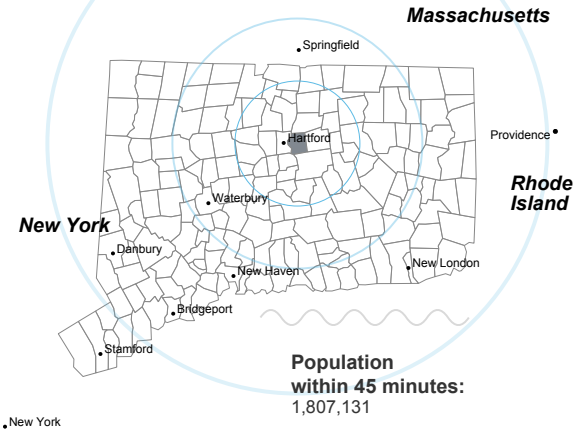 Massachusetts
Springfield
Hartford
Providence
Rhode
Island
Waterbury
New York
Danbury
New Haven
New London
Bridgeport
Stamford
Population
within 45 minutes:
1,807,131
New York